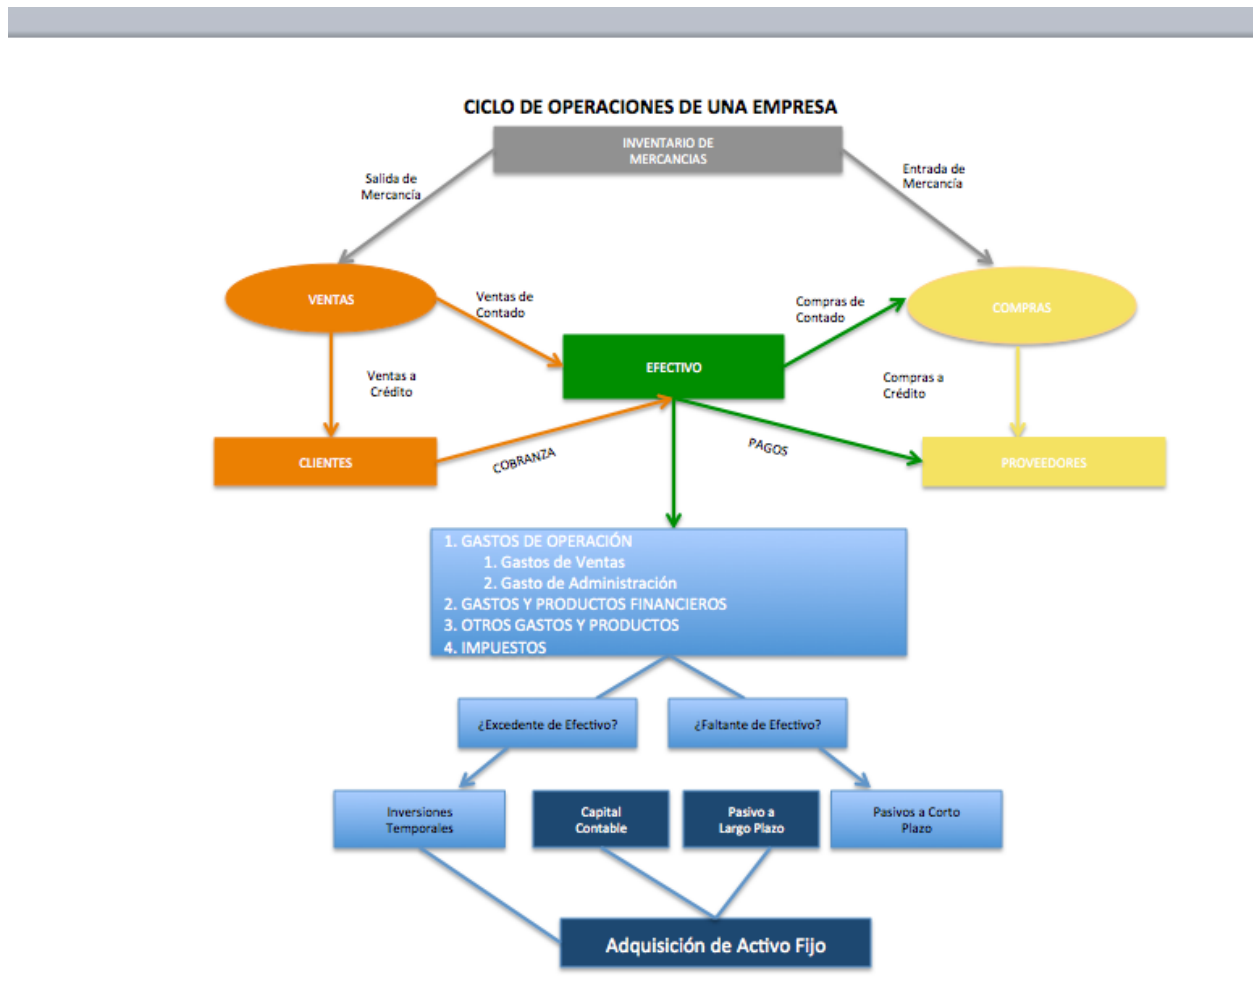 CICLO DE OPERACIONES DE UNA EMPRESA
INVENTARIO DE
MERCANCIAS
Salida de
Mercancía
Entrada de
Mercancía
VENTAS
Ventas de
Contado
Compras de
Contado
COMPRAS
EFECTIVO
Ventas a
Crédito
Compras a
Crédito
CLIENTES
COBRANZA
PAGOS
PROVEEDORES
1. GASTOS DE OPERACIÓN
1. Gastos de Ventas
2. Gasto de Administración
2. GASTOS Y PRODUCTOS FINANCIEROS
3. OTROS GASTOS Y PRODUCTOS
4. IMPUESTOS
¿Excedente de Efectivo?
¿Faltante de Efectivo?
Inversiones
Temporales
Capital
Contable
Pasivo a
Largo Plazo
Pasivos a Corto
Plazo
Adquisición de Activo Fijo